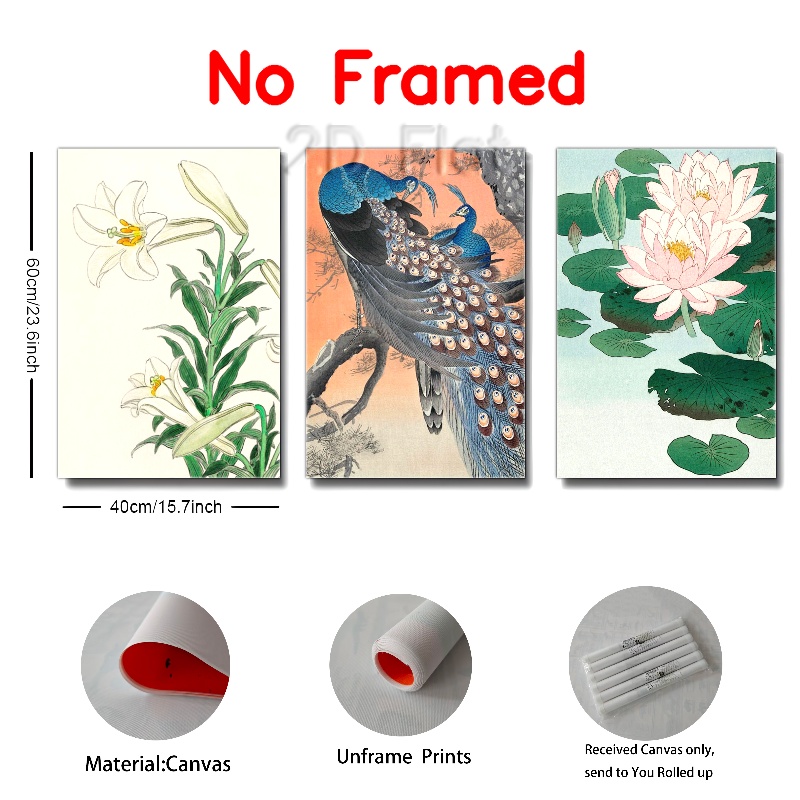 No Framed
2D Flat
60cm/23.6inch
40cm/15.7inch
Material:Canvas
Unframe Prints
Received Canvas only,
send to You Rolled up